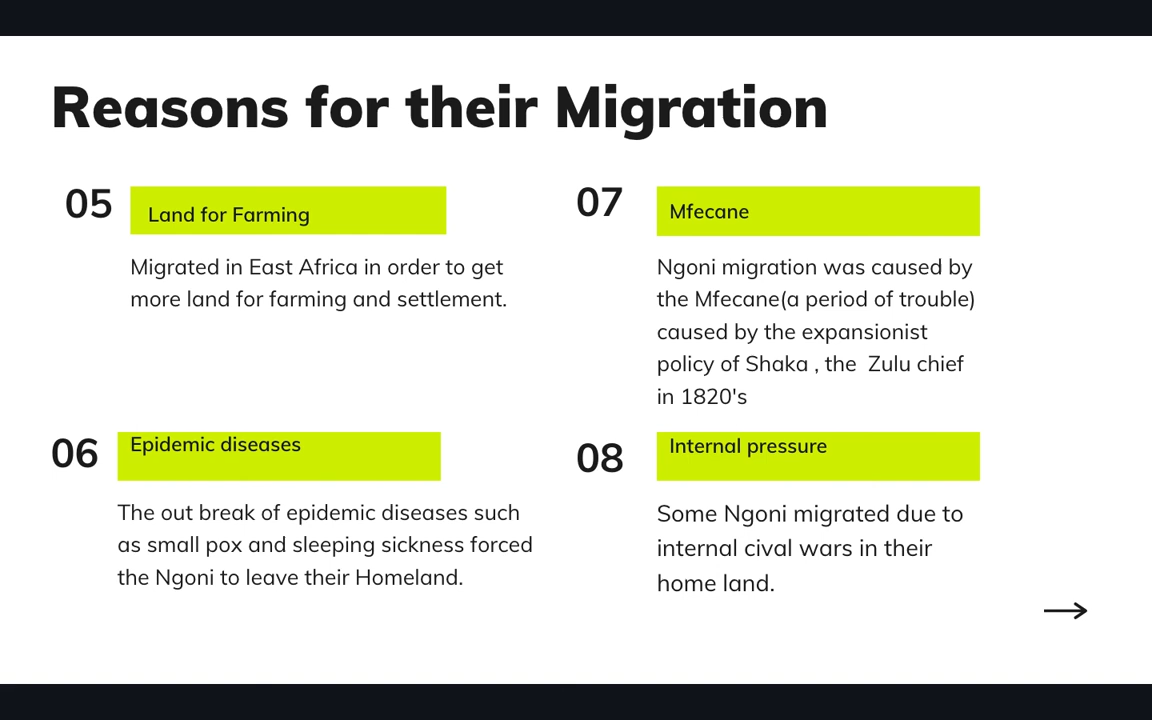 Reasons for their Migration
05
Land for Farming
Migrated in East Africa in order to get
more land for farming and settlement.
06
Epidemic diseases
The out break of epidemic diseases such
as small pox and sleeping sickness forced
the Ngoni to leave their Homeland.
07
Mfecane
Ngoni migration was caused by
the Mfecane(a period of trouble)
caused by the expansionist
policy of Shaka , the  Zulu chief
in 1820's
08
Internal pressure
Some Ngoni migrated due to
internal cival wars in their
home land.